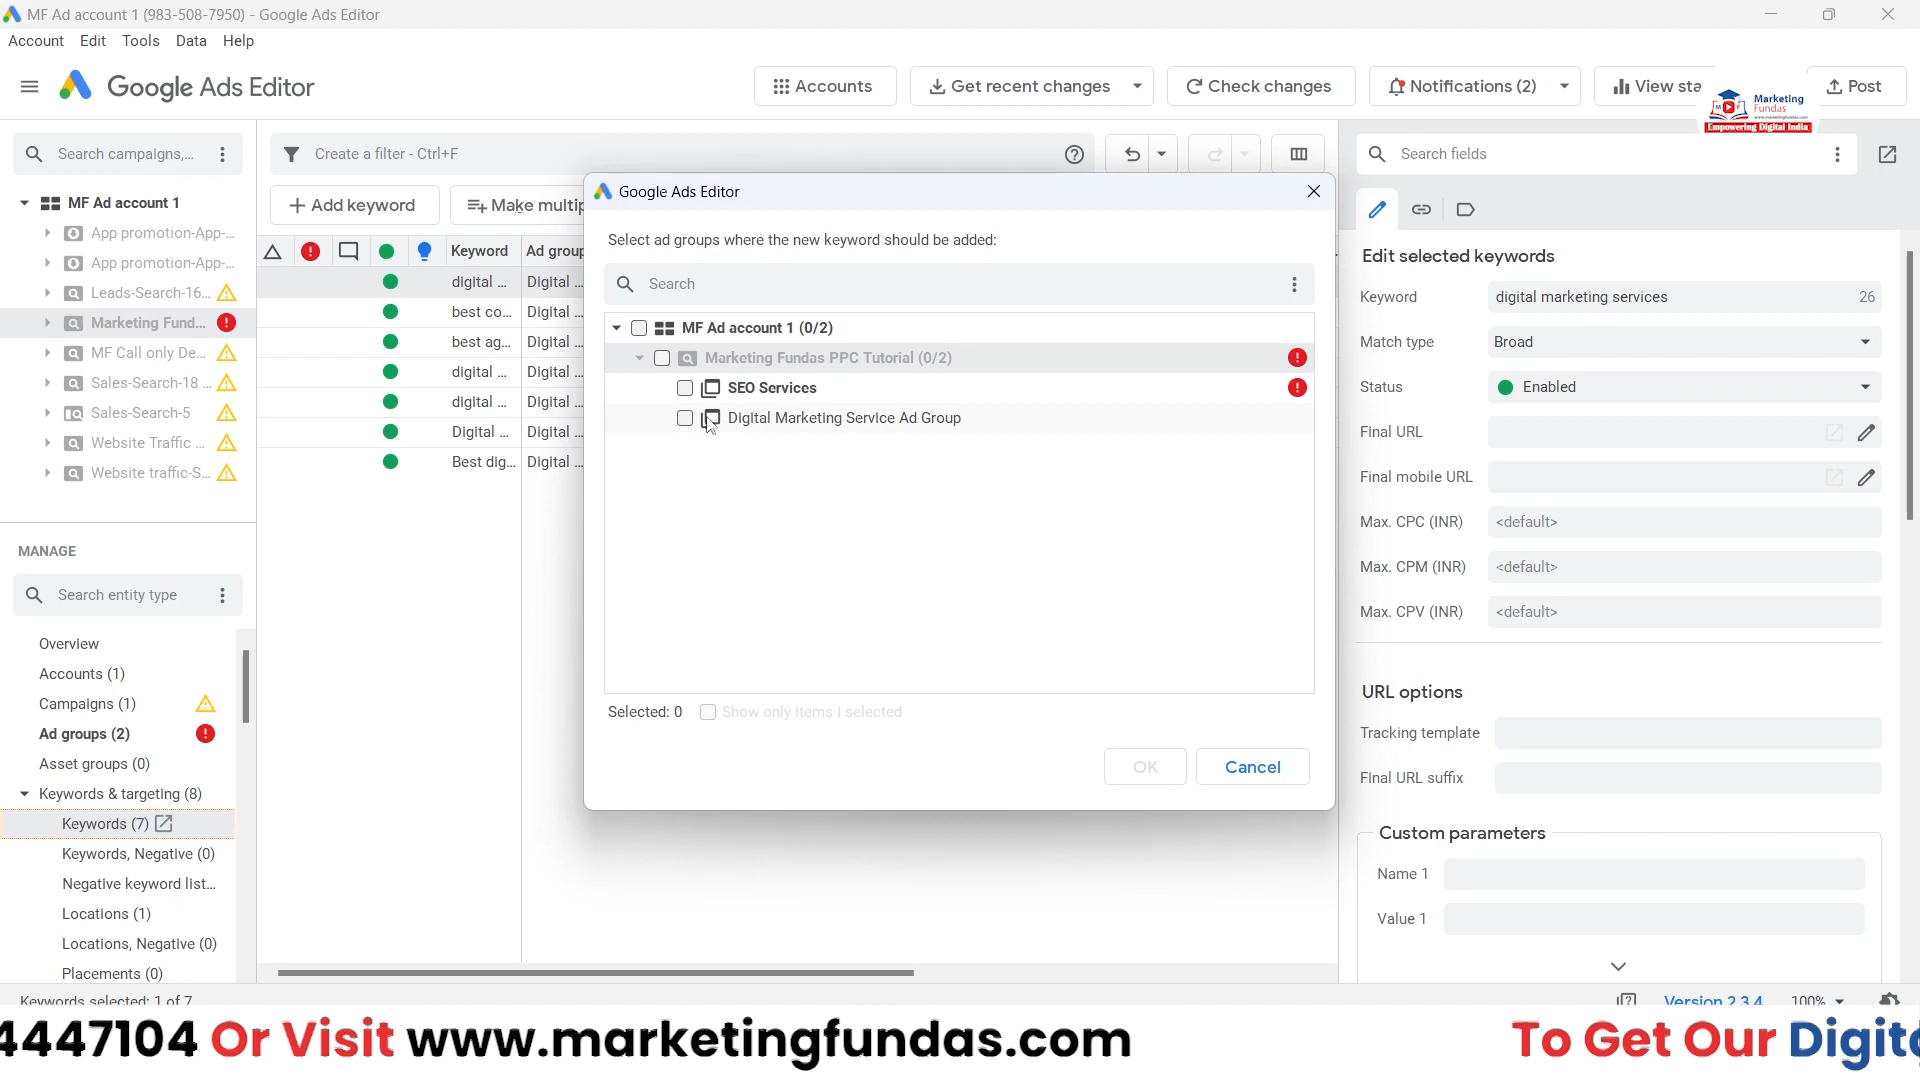 MF Ad account 1 (983-508-7950) - Google Ads Editor
Account Edit Tools Data Help
Google Ads Editor
Accounts
Get recent changes
Check changes
Notifications (2)
View sta
Post
Marketing
Fundas
www.marketingfundas.com
Empowering Digital India
Search campaigns,...
Create a filter - Ctrl+F
Search fields
MF Ad account 1
App promotion-App-...
App promotion-App-...
Leads-Search-16...
Marketing Fund...
MF Call only De...
Sales-Search-18 ...
Sales-Search-5
Website Traffic ...
Website traffic-S...
MANAGE
Search entity type
Overview
Accounts (1)
Campaigns (1)
Ad groups (2)
Asset groups (0)
Keywords & targeting (8)
Keywords (7)
Keywords, Negative (0)
Negative keyword list...
Locations (1)
Locations, Negative (0)
Placements (0)
Add keyword
Make multip
Keyword Ad group
digital ... Digital ...
best co... Digital ...
best ag... Digital ...
digital ... Digital ...
digital ... Digital ...
Digital ... Digital ...
Best dig... Digital ...
Google Ads Editor
Select ad groups where the new keyword should be added:
Search
MF Ad account 1 (0/2)
Marketing Fundas PPC Tutorial (0/2)
SEO Services
Digital Marketing Service Ad Group
Selected: 0
Show only items I selected
OK
Cancel
Edit selected keywords
Keyword digital marketing services 26
Match type Broad
Status Enabled
Final URL
Final mobile URL
Max. CPC (INR) <default>
Max. CPM (INR) <default>
Max. CPV (INR) <default>
URL options
Tracking template
Final URL suffix
Custom parameters
Name 1
Value 1
Keywords selected: 1 of 7
Version 2.3.4 100%
4447104 Or Visit www.marketingfundas.com
To Get Our Digita